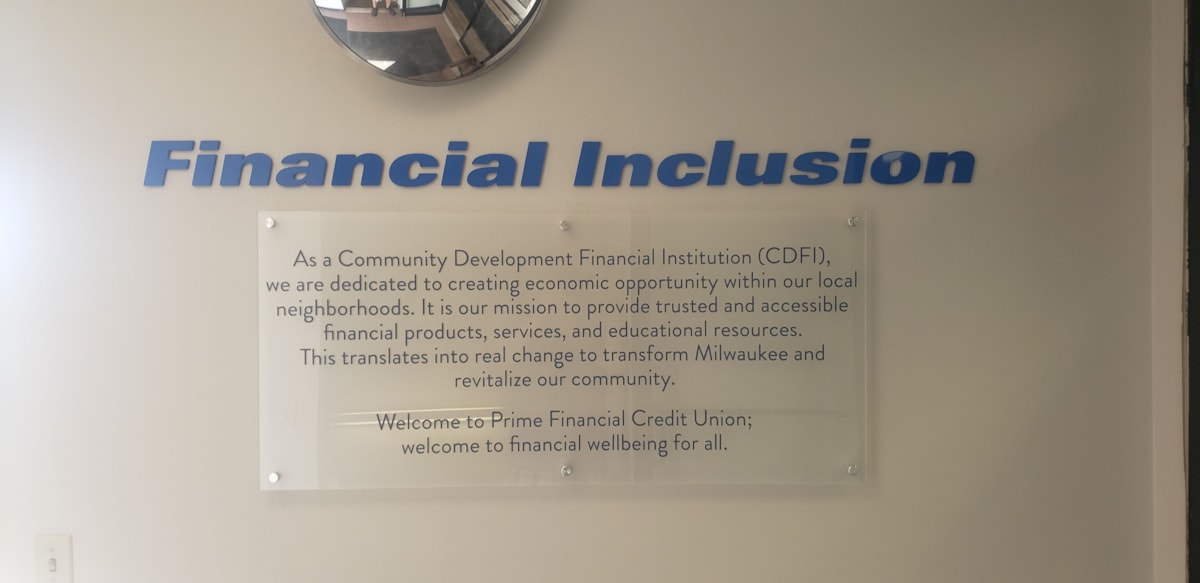 Financial Inclusion
As a Community Development Financial Institution (CDFI),
we are dedicated to creating economic opportunity within our local
neighborhoods. It is our mission to provide trusted and accessible
financial products, services, and educational resources.
This translates into real change to transform Milwaukee and
revitalize our community.
Welcome to Prime Financial Credit Union;
welcome to financial wellbeing for all.